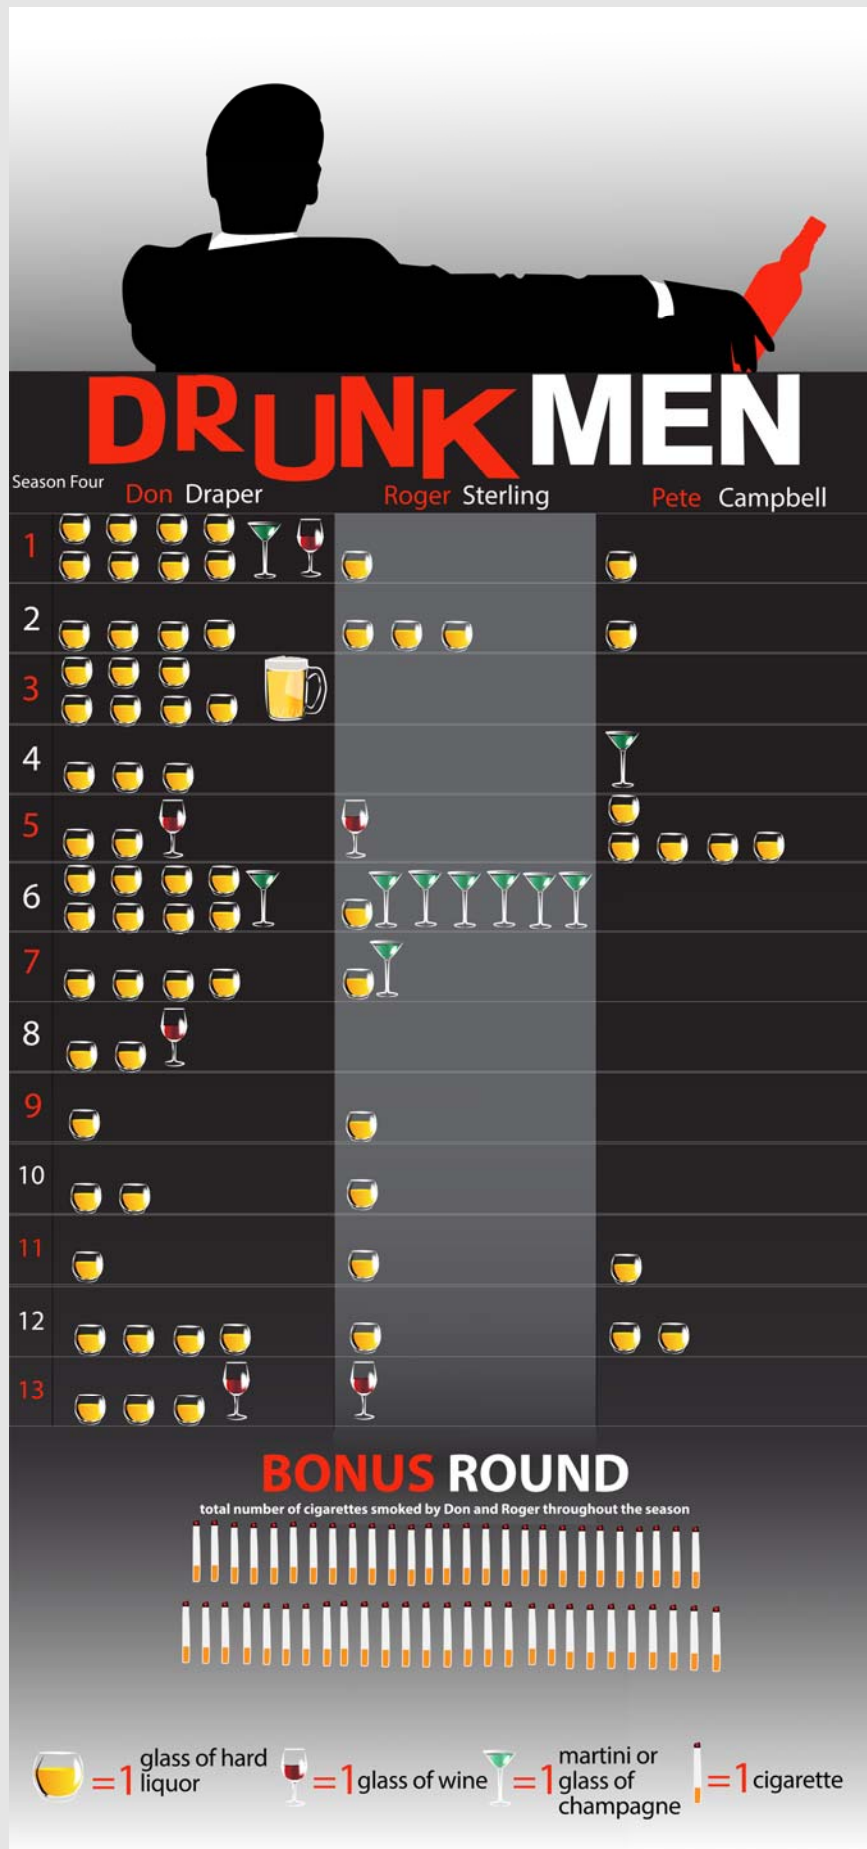 DRUNK MEN
Season Four
Don Draper
Roger Sterling
Pete Campbell
1
2
3
4
5
6
7
8
9
10
11
12
13
BONUS ROUND
total number of cigarettes smoked by Don and Roger throughout the season
=1 glass of hard
liquor
=1 glass of wine
=1 martini or
glass of
champagne
=1 cigarette